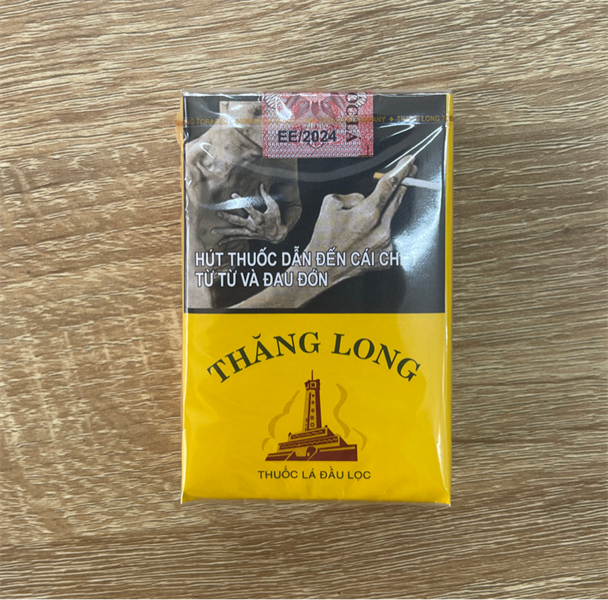 EE/2024
HÚT THUỐC DẪN ĐẾN CÁI CH
TỪ TỪ VÀ ĐAU ĐỚN
THĂNG LONG
THUỐC LÁ ĐẦU LỌC